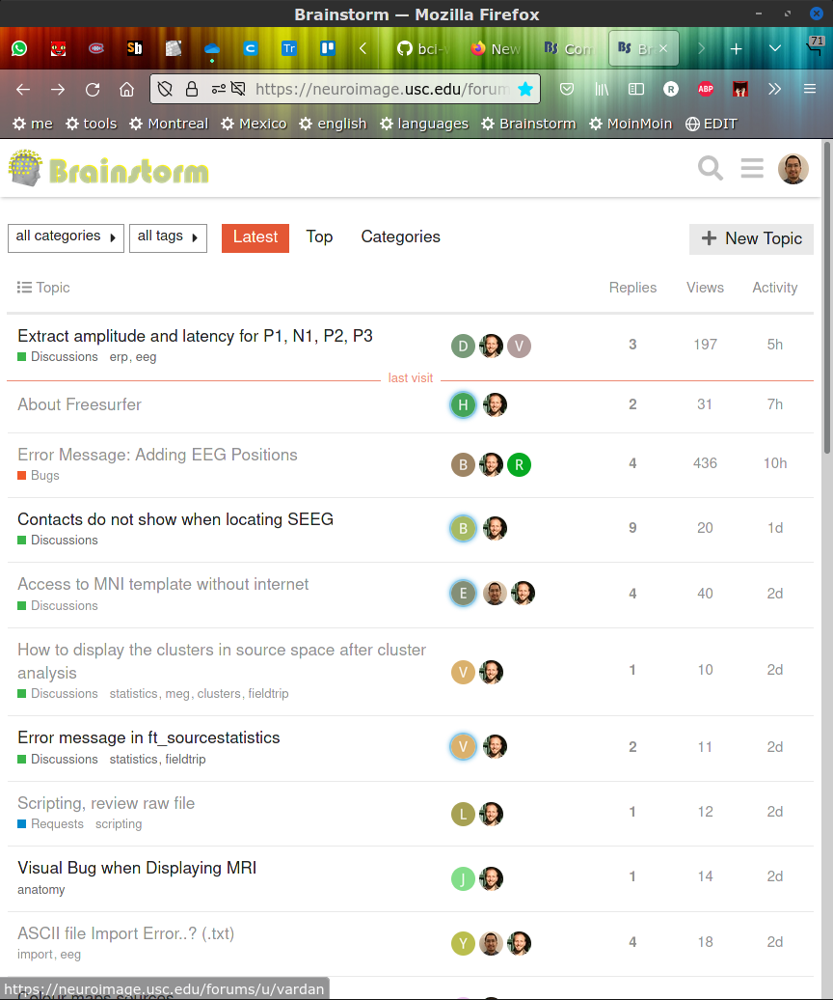 Brainstorm — Mozilla Firefox
Sb C Tr bci- New Con Br 71
https://neuroimage.usc.edu/forum R ABP
me tools Montreal Mexico english languages Brainstorm MoinMoin EDIT
Brainstorm
all categories all tags Latest Top Categories + New Topic
Topic Replies Views Activity
Extract amplitude and latency for P1, N1, P2, P3 D V 3 197 5h
Discussions erp, eeg
last visit
About Freesurfer H 2 31 7h
Error Message: Adding EEG Positions B R 4 436 10h
Bugs
Contacts do not show when locating SEEG B 9 20 1d
Discussions
Access to MNI template without internet E 4 40 2d
Discussions
How to display the clusters in source space after cluster
analysis V 1 10 2d
Discussions statistics, meg, clusters, fieldtrip
Error message in ft_sourcestatistics V 2 11 2d
Discussions statistics, fieldtrip
Scripting, review raw file L 1 12 2d
Requests scripting
Visual Bug when Displaying MRI J 1 14 2d
anatomy
ASCII file Import Error..? (.txt) Y 4 18 2d
import, eeg
https://neuroimage.usc.edu/forums/u/vardan